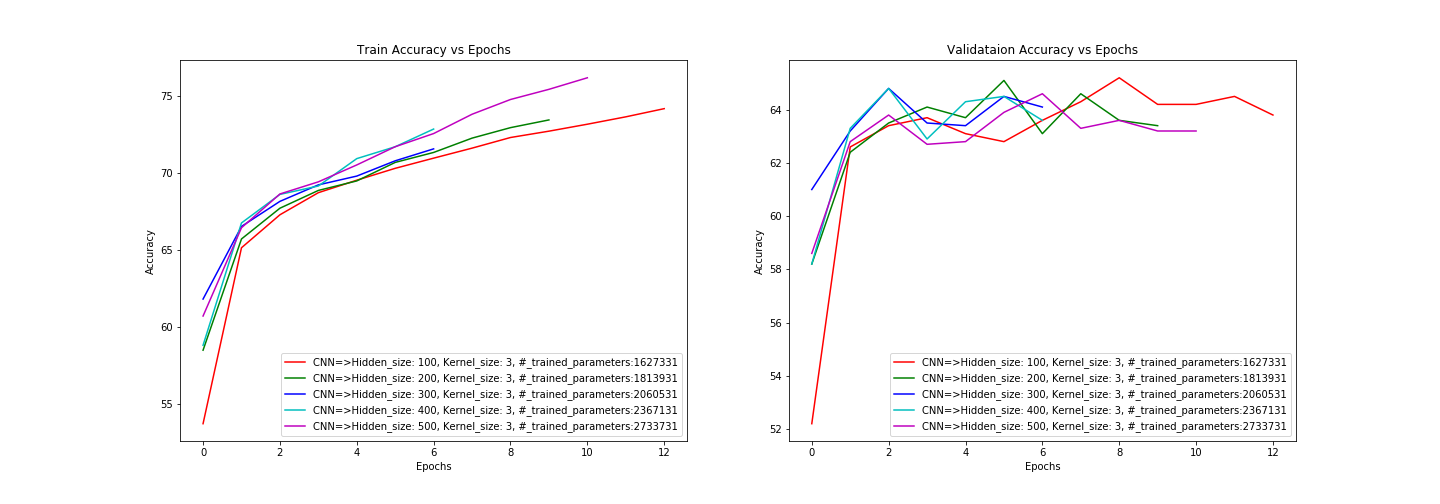 Train Accuracy vs Epochs
75
70
65
60
55
Accuracy
CNN=>Hidden_size: 100, Kernel_size: 3, #_trained_parameters:1627331
CNN=>Hidden_size: 200, Kernel_size: 3, #_trained_parameters:1813931
CNN=>Hidden_size: 300, Kernel_size: 3, #_trained_parameters:2060531
CNN=>Hidden_size: 400, Kernel_size: 3, #_trained_parameters:2367131
CNN=>Hidden_size: 500, Kernel_size: 3, #_trained_parameters:2733731
0 2 4 6 8 10 12
Epochs
Validataion Accuracy vs Epochs
64
62
60
58
56
54
52
Accuracy
CNN=>Hidden_size: 100, Kernel_size: 3, #_trained_parameters:1627331
CNN=>Hidden_size: 200, Kernel_size: 3, #_trained_parameters:1813931
CNN=>Hidden_size: 300, Kernel_size: 3, #_trained_parameters:2060531
CNN=>Hidden_size: 400, Kernel_size: 3, #_trained_parameters:2367131
CNN=>Hidden_size: 500, Kernel_size: 3, #_trained_parameters:2733731
0 2 4 6 8 10 12
Epochs